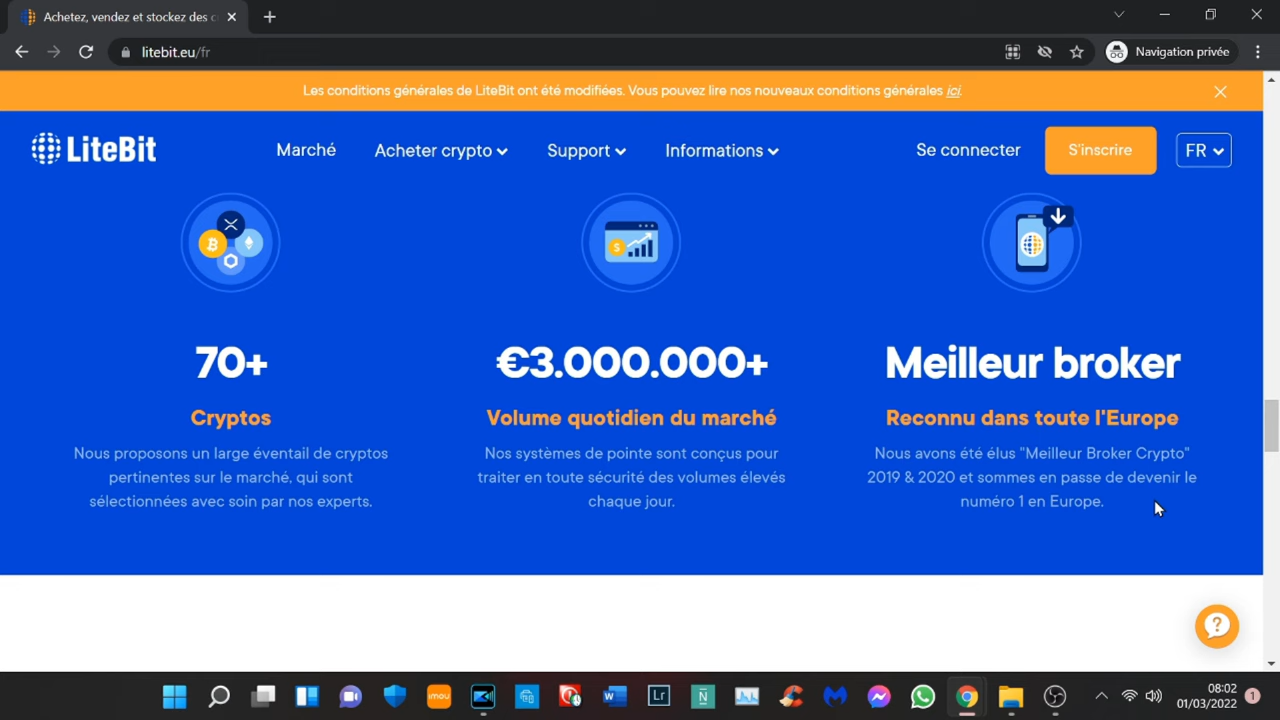 Achetez, vendez et stockez des c
litebit.eu/fr
Navigation privée
Les conditions générales de LiteBit ont été modifiées. Vous pouvez lire nos nouveaux conditions générales ici.
LiteBit
Marché
Acheter crypto
Support
Informations
Se connecter
S'inscrire
FR
70+
Cryptos
Nous proposons un large éventail de cryptos
pertinentes sur le marché, qui sont
sélectionnées avec soin par nos experts.
€3.000.000+
Volume quotidien du marché
Nos systèmes de pointe sont conçus pour
traiter en toute sécurité des volumes élevés
chaque jour.
Meilleur broker
Reconnu dans toute l'Europe
Nous avons été élus "Meilleur Broker Crypto"
2019 & 2020 et sommes en passe de devenir le
numéro 1 en Europe.
imou
W
Lr
N
08:02
01/03/2022
1